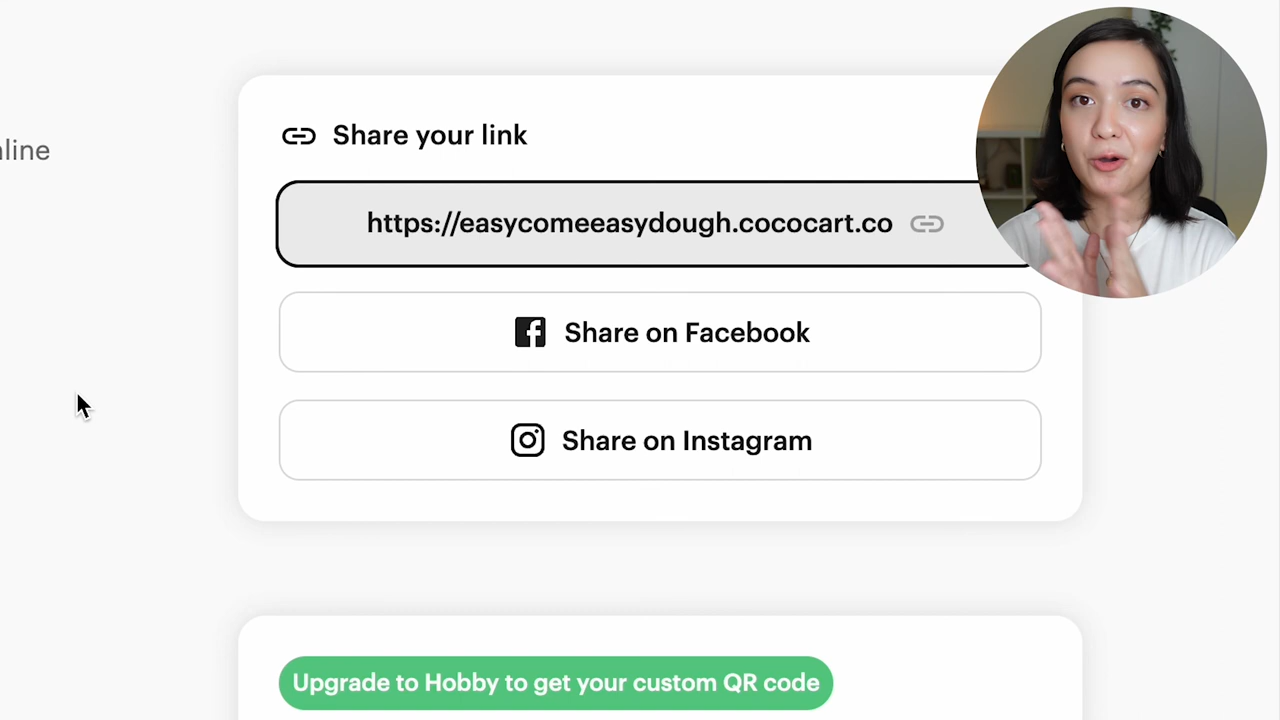 nline
Share your link
https://easycomeeasydough.cococart.co
Share on Facebook
Share on Instagram
Upgrade to Hobby to get your custom QR code